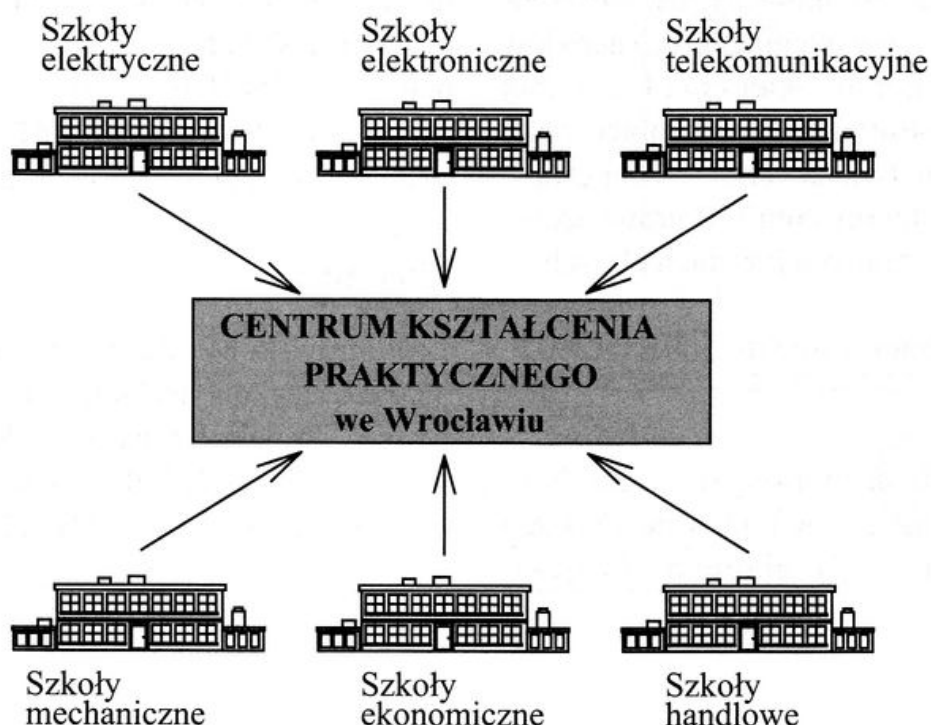 Szkoły
elektryczne
Szkoły
elektroniczne
Szkoły
telekomunikacyjne
CENTRUM KSZTAŁCENIA
PRAKTYCZNEGO
we Wrocławiu
Szkoły
mechaniczne
Szkoły
ekonomiczne
Szkoły
handlowe